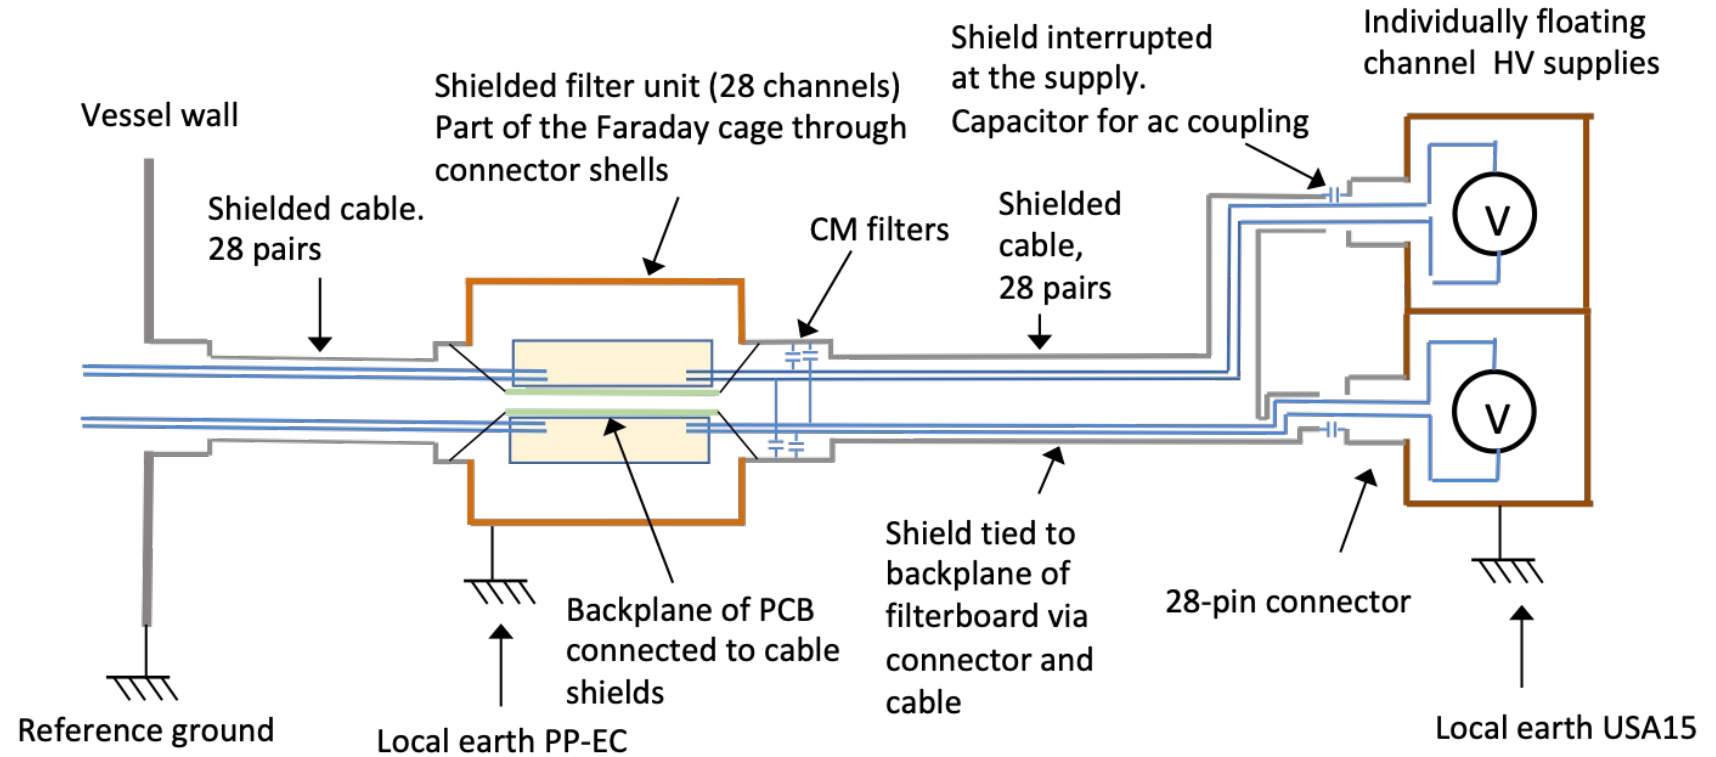 Individually floating
channel HV supplies
Shield interrupted
at the supply.
Capacitor for ac coupling
Shielded filter unit (28 channels)
Part of the Faraday cage through
connector shells
Vessel wall
Shielded cable.
28 pairs
CM filters
Shielded
cable,
28 pairs
V
V
Shield tied to
backplane of
filterboard via
connector and
cable
28-pin connector
Backplane of PCB
connected to cable
shields
Reference ground
Local earth PP-EC
Local earth USA15